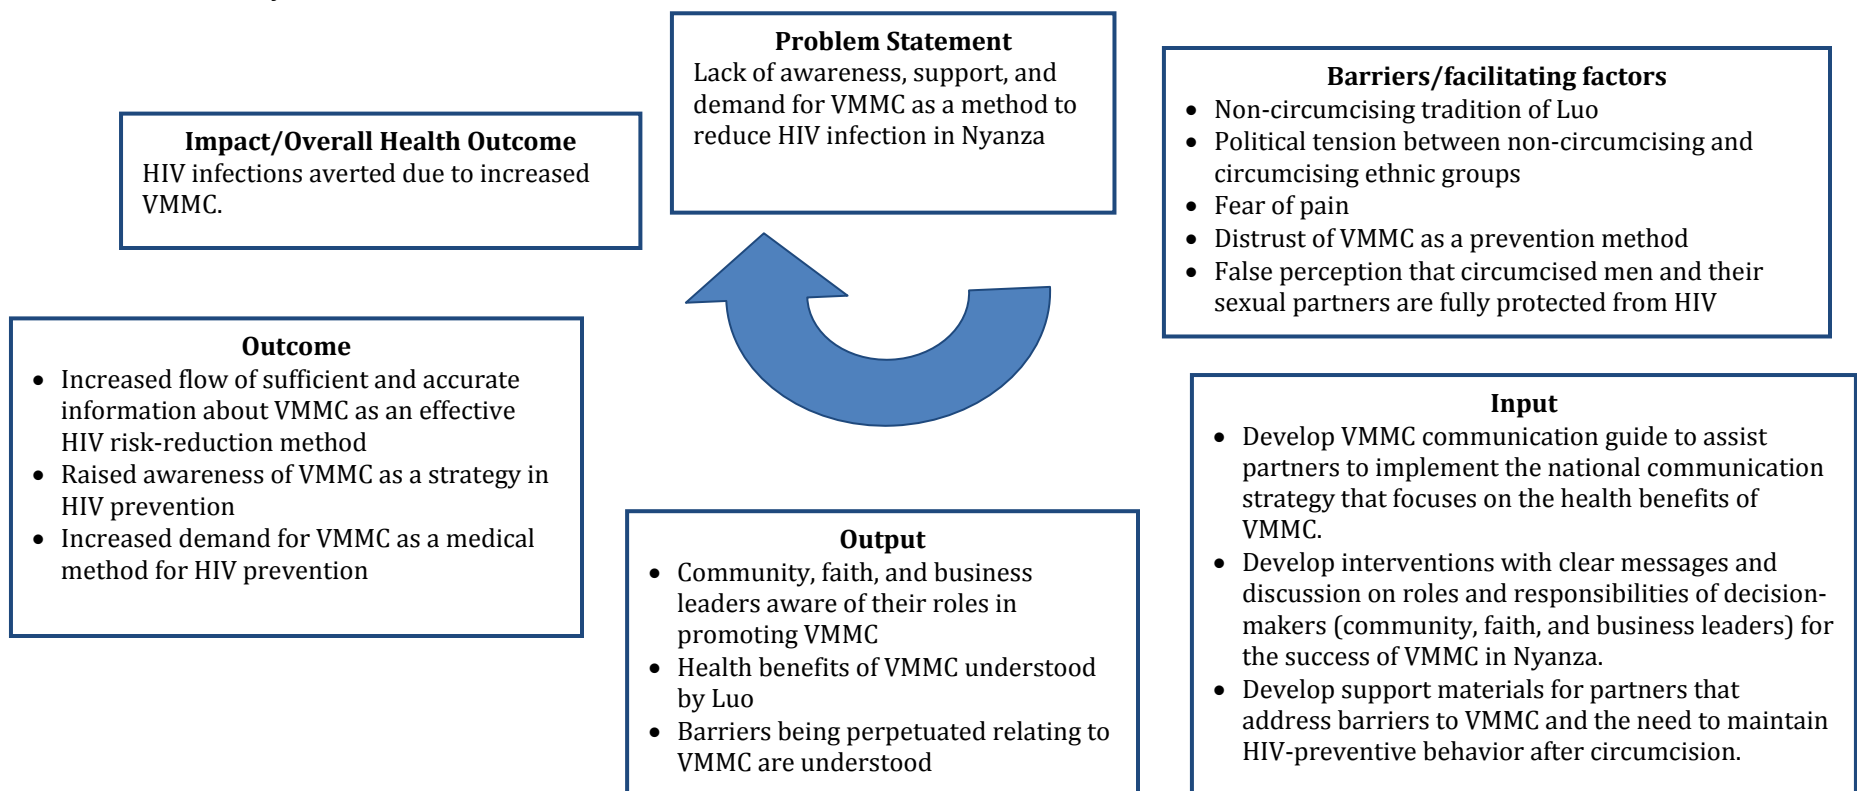 Problem Statement
Lack of awareness, support, and
demand for VMMC as a method to
reduce HIV infection in Nyanza
Barriers/facilitating factors
• Non-circumcising tradition of Luo
• Political tension between non-circumcising and
circumcising ethnic groups
• Fear of pain
• Distrust of VMMC as a prevention method
• False perception that circumcised men and their
sexual partners are fully protected from HIV
Input
• Develop VMMC communication guide to assist
partners to implement the national communication
strategy that focuses on the health benefits of
VMMC.
• Develop interventions with clear messages and
discussion on roles and responsibilities of decision-
makers (community, faith, and business leaders) for
the success of VMMC in Nyanza.
• Develop support materials for partners that
address barriers to VMMC and the need to maintain
HIV-preventive behavior after circumcision.
Output
• Community, faith, and business
leaders aware of their roles in
promoting VMMC
• Health benefits of VMMC understood
by Luo
• Barriers being perpetuated relating to
VMMC are understood
Outcome
• Increased flow of sufficient and accurate
information about VMMC as an effective
HIV risk-reduction method
• Raised awareness of VMMC as a strategy in
HIV prevention
• Increased demand for VMMC as a medical
method for HIV prevention
Impact/Overall Health Outcome
HIV infections averted due to increased
VMMC.